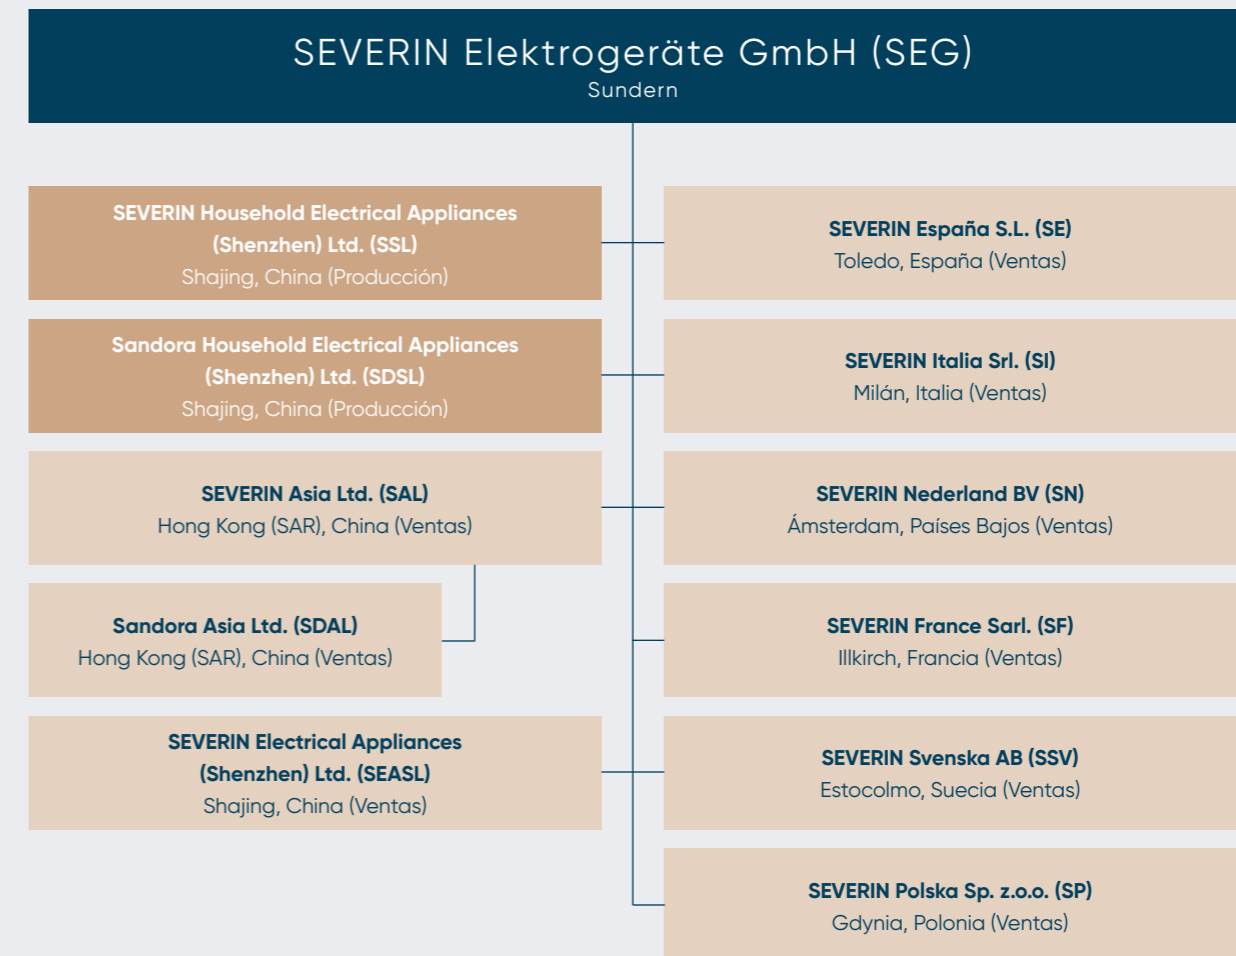 SEVERIN Elektrogeräte GmbH (SEG)
Sundern
SEVERIN Household Electrical Appliances
(Shenzhen) Ltd. (SSL)
Shajing, China (Producción)
Sandora Household Electrical Appliances
(Shenzhen) Ltd. (SDSL)
Shajing, China (Producción)
SEVERIN Asia Ltd. (SAL)
Hong Kong (SAR), China (Ventas)
Sandora Asia Ltd. (SDAL)
Hong Kong (SAR), China (Ventas)
SEVERIN Electrical Appliances
(Shenzhen) Ltd. (SEASL)
Shajing, China (Ventas)
SEVERIN España S.L. (SE)
Toledo, España (Ventas)
SEVERIN Italia Srl. (SI)
Milán, Italia (Ventas)
SEVERIN Nederland BV (SN)
Ámsterdam, Países Bajos (Ventas)
SEVERIN France Sarl. (SF)
Illkirch, Francia (Ventas)
SEVERIN Svenska AB (SSV)
Estocolmo, Suecia (Ventas)
SEVERIN Polska Sp. z.o.o. (SP)
Gdynia, Polonia (Ventas)